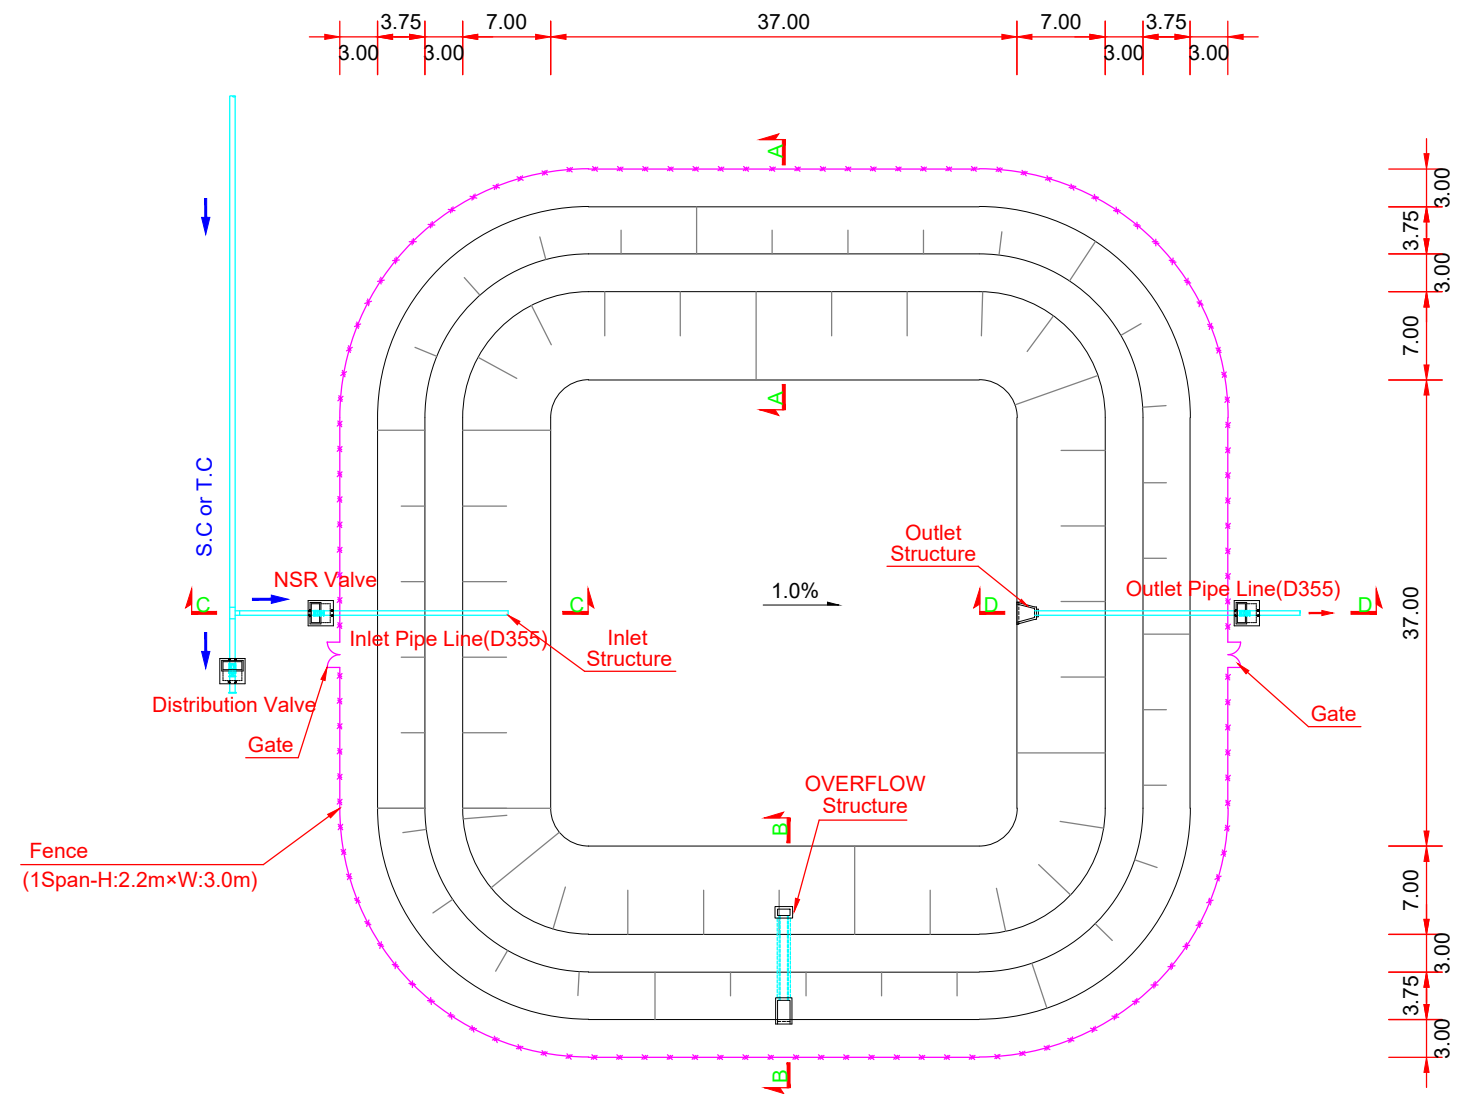 3.75
7.00
37.00
7.00
3.75
3.00
3.00
3.00
3.00
A
3.00
3.75
3.00
7.00
A
S.C or T.C
Outlet
Structure
NSR Valve
1.0%
Outlet Pipe Line(D355)
C
C
D
D
37.00
Inlet Pipe Line(D355)
Inlet
Structure
Distribution Valve
Gate
Gate
OVERFLOW
Structure
B
Fence
(1Span-H:2.2m×W:3.0m)
7.00
3.00
3.75
3.00
B